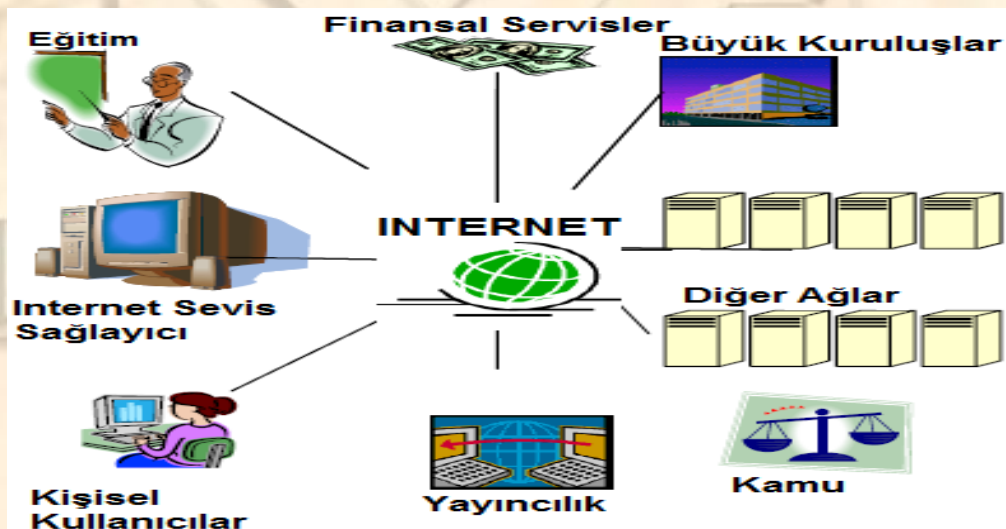 Finansal Servisler
Eğitim
Büyük Kuruluşlar
INTERNET
Internet Sevis
Sağlayıcı
Diğer Ağlar
Kişisel
Kullanıcılar
Yayıncılık
Kamu